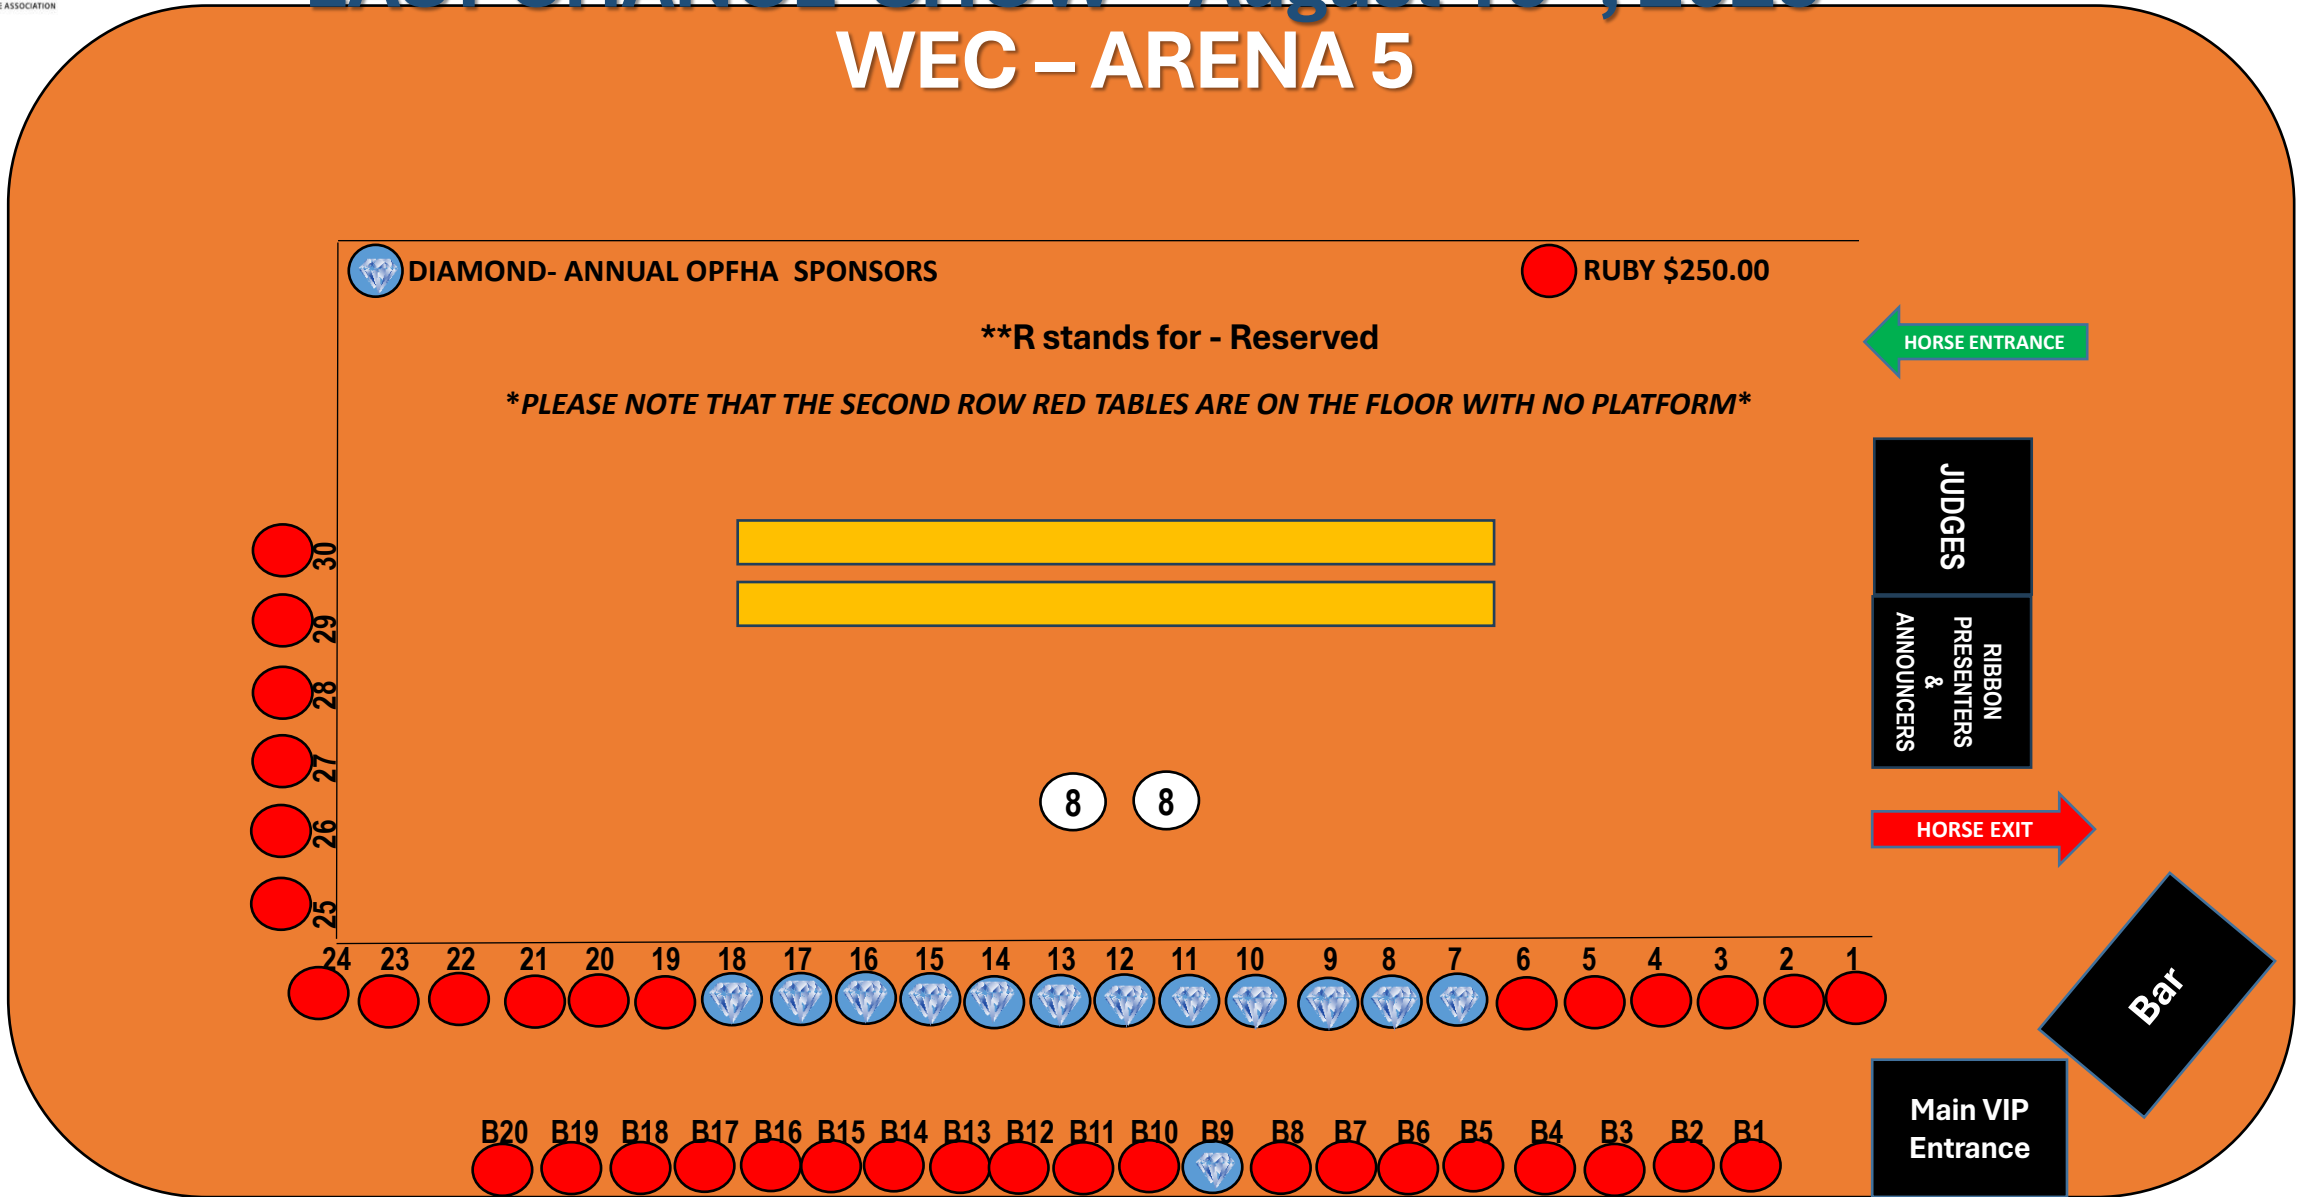 E ASSOCIATION
WEC – ARENA 5
DIAMOND- ANNUAL OPFHA SPONSORS
RUBY $250.00
**R stands for - Reserved
HORSE ENTRANCE
*PLEASE NOTE THAT THE SECOND ROW RED TABLES ARE ON THE FLOOR WITH NO PLATFORM*
JUDGES
RIBBON
PRESENTERS
&
ANNOUNCERS
30
29
28
27
26
25
8 8
HORSE EXIT
24 23 22 21 20 19 18 17 16 15 14 13 12 11 10 9 8 7 6 5 4 3 2 1
Bar
Main VIP
Entrance
B20 B19 B18 B17 B16 B15 B14 B13 B12 B11 B10 B9 B8 B7 B6 B5 B4 B3 B2 B1